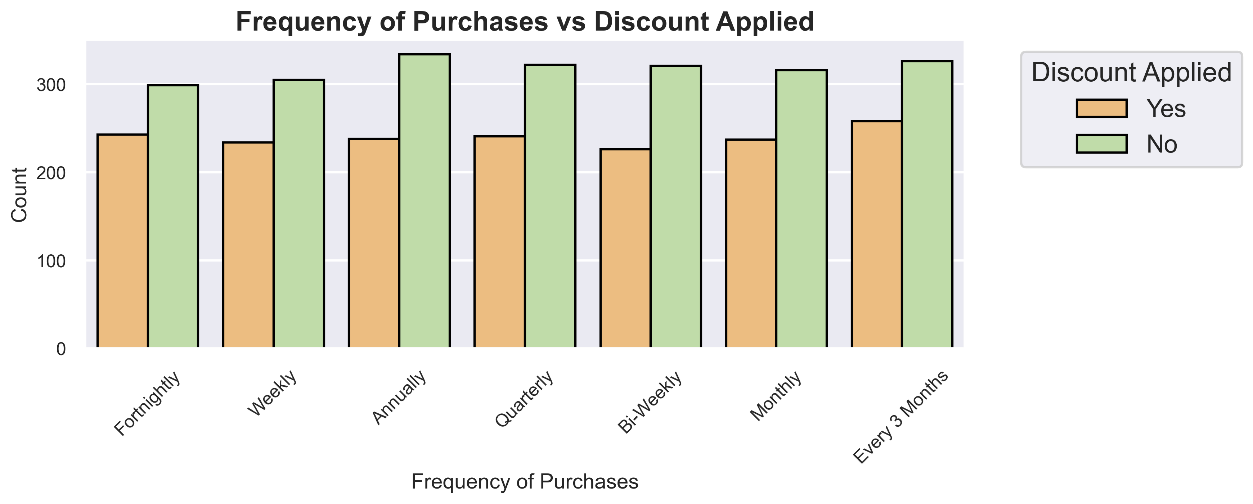 Frequency of Purchases vs Discount Applied
Discount Applied
Yes
No
Count
300
200
100
0
Fortnightly
Weekly
Annually
Quarterly
Bi-Weekly
Monthly
Every 3 Months
Frequency of Purchases